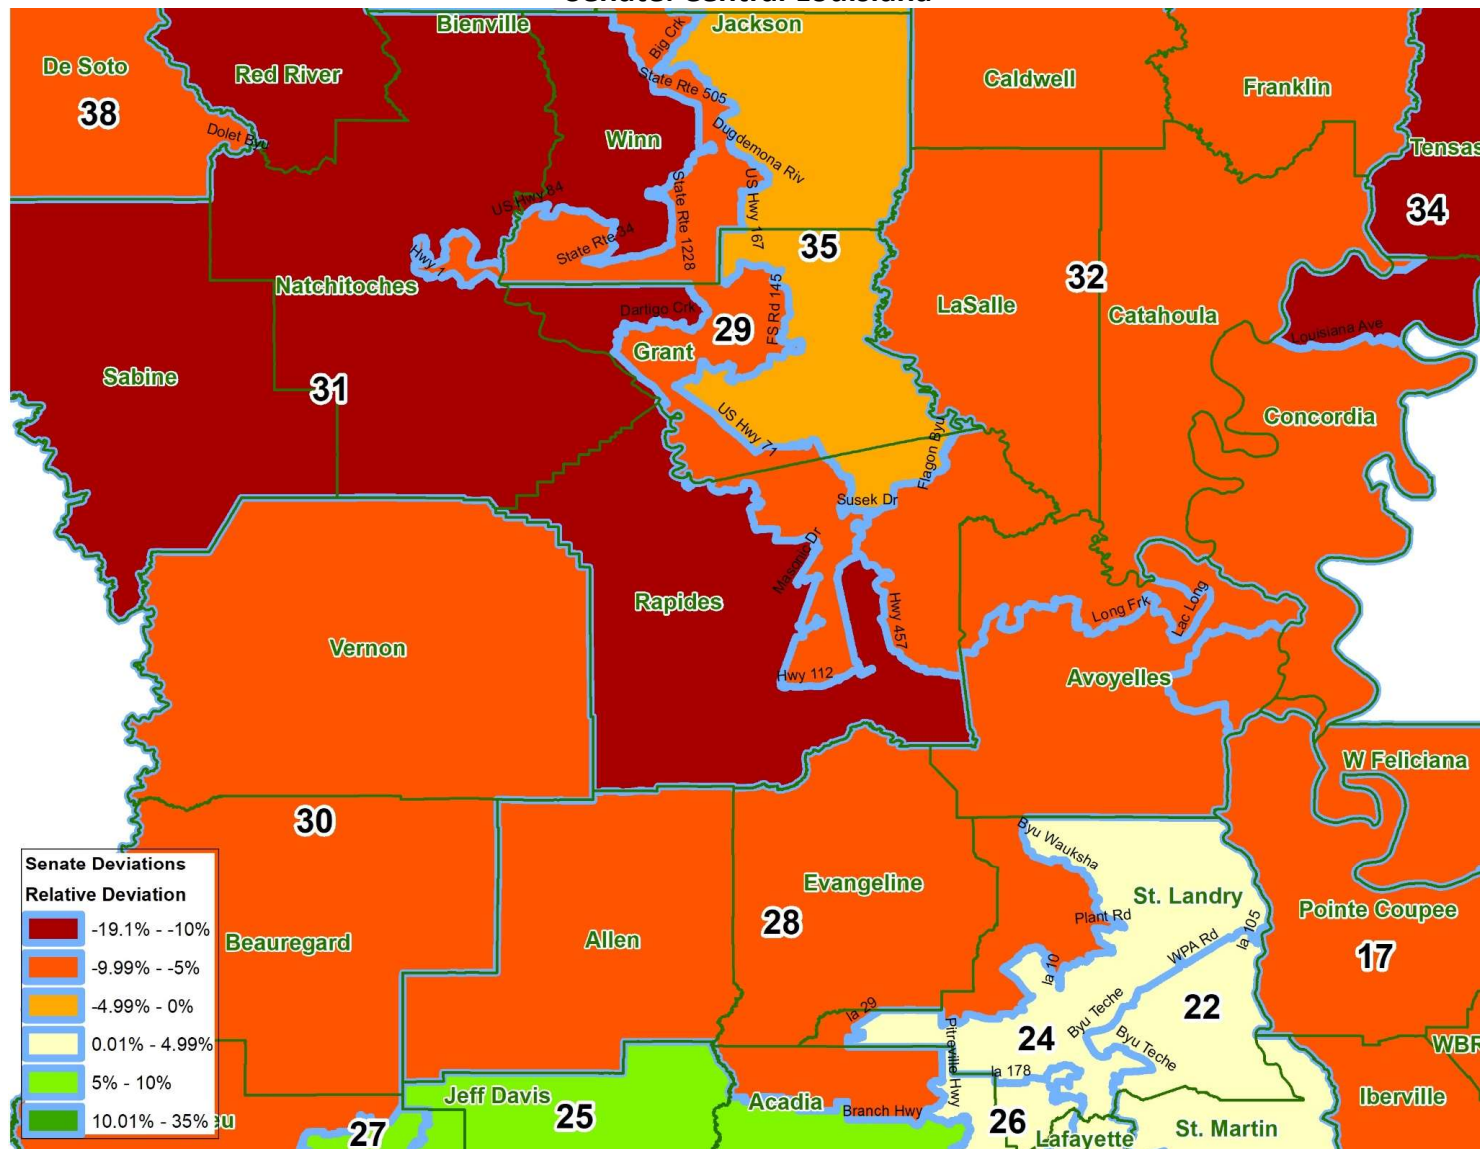 Senate: Central Louisiana
Bienville
Jackson
Big Crk
De Soto
Red River
Caldwell
Franklin
38
State Rte 505
Dolet Byu
Winn
Dugdemona Riv
Tensas
US Hwy 84
State Rte 1228
US Hwy 167
34
State Rte 34
35
Hwy 1
Natchitoches
32
LaSalle
Catahoula
Dartigo Crk
29
FS Rd 145
Louisiana Ave
Grant
Sabine
31
Concordia
US Hwy 71
Flagon Byu
Susek Dr
Masonic Dr
Rapides
Hwy 457
Long Frk
Lac Long
Vernon
Hwy 112
Avoyelles
W Feliciana
30
Byu Wauksha
Senate Deviations
Relative Deviation
-19.1% - -10%
-9.99% - -5%
-4.99% - 0%
0.01% - 4.99%
5% - 10%
10.01% - 35%
Evangeline
St. Landry
Pointe Coupee
28
Plant Rd
la 105
Beauregard
Allen
WPA Rd
17
la 10
la 29
Byu Teche
22
Pitreville Hwy
24
Byu Teche
WBR
la 178
Jeff Davis
25
Acadia
Branch Hwy
Iberville
eu
27
26
Lafayette
St. Martin